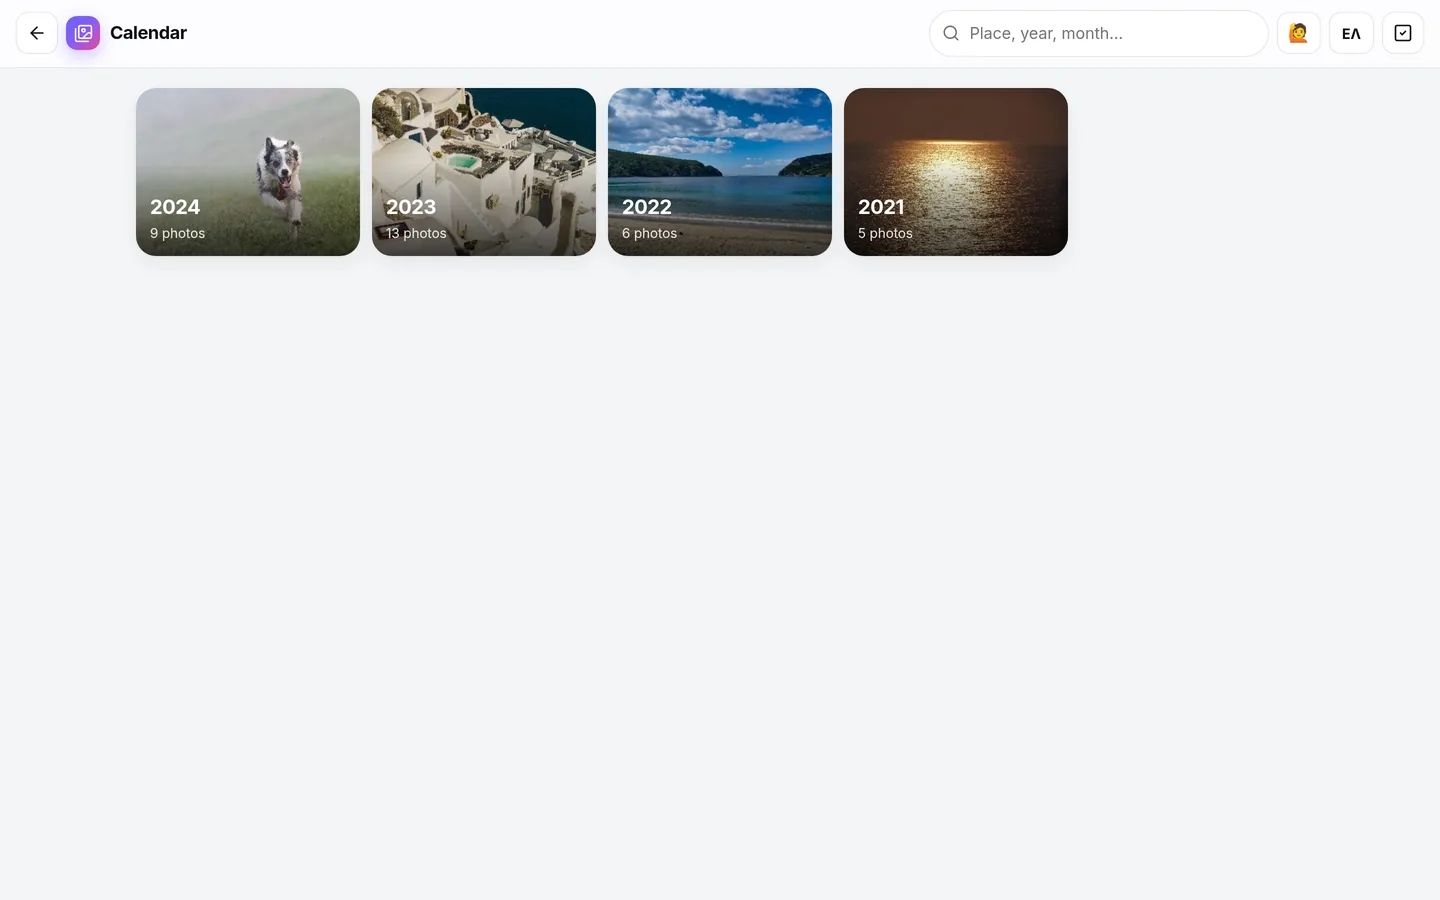 Calendar
Place, year, month...
ΕΛ
2024
9 photos
2023
13 photos
2022
6 photos
2021
5 photos